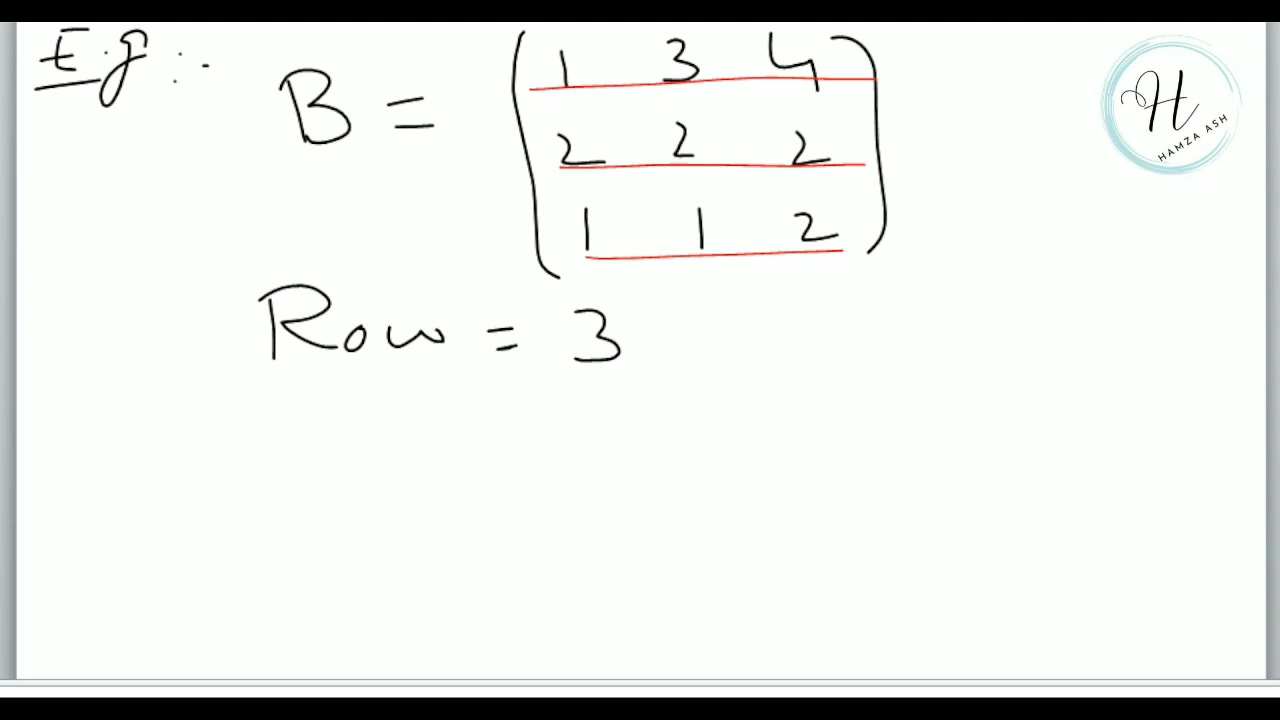 E.g :-
B = ( 1 3 4
2 2 2
1 1 2 )
Row = 3
H
HAMZA ASH